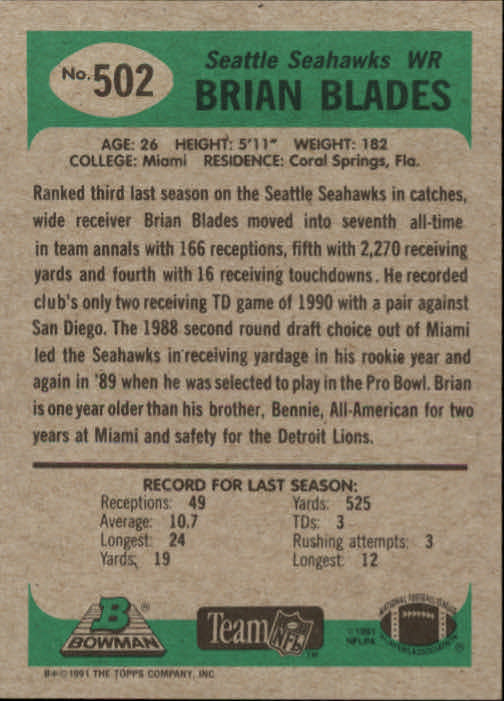 No. 502
Seattle Seahawks WR
BRIAN BLADES
AGE: 26 HEIGHT: 5'11" WEIGHT: 182
COLLEGE: Miami RESIDENCE: Coral Springs, Fla.
Ranked third last season on the Seattle Seahawks in catches,
wide receiver Brian Blades moved into seventh all-time
in team annals with 166 receptions, fifth with 2,270 receiving
yards and fourth with 16 receiving touchdowns. He recorded
club's only two receiving TD game of 1990 with a pair against
San Diego. The 1988 second round draft choice out of Miami
led the Seahawks in receiving yardage in his rookie year and
again in '89 when he was selected to play in the Pro Bowl. Brian
is one year older than his brother, Bennie, All-American for two
years at Miami and safety for the Detroit Lions.
RECORD FOR LAST SEASON:
Receptions: 49 Yards: 525
Average: 10.7 TDs: 3
Longest: 24 Rushing attempts: 3
Yards: 19 Longest: 12
B ®
BOWMAN
Team NFL ™
© 1991
NFLPA
NATIONAL FOOTBALL LEAGUE
PLAYERS ASSOCIATION ®
B*© 1991 THE TOPPS COMPANY, INC